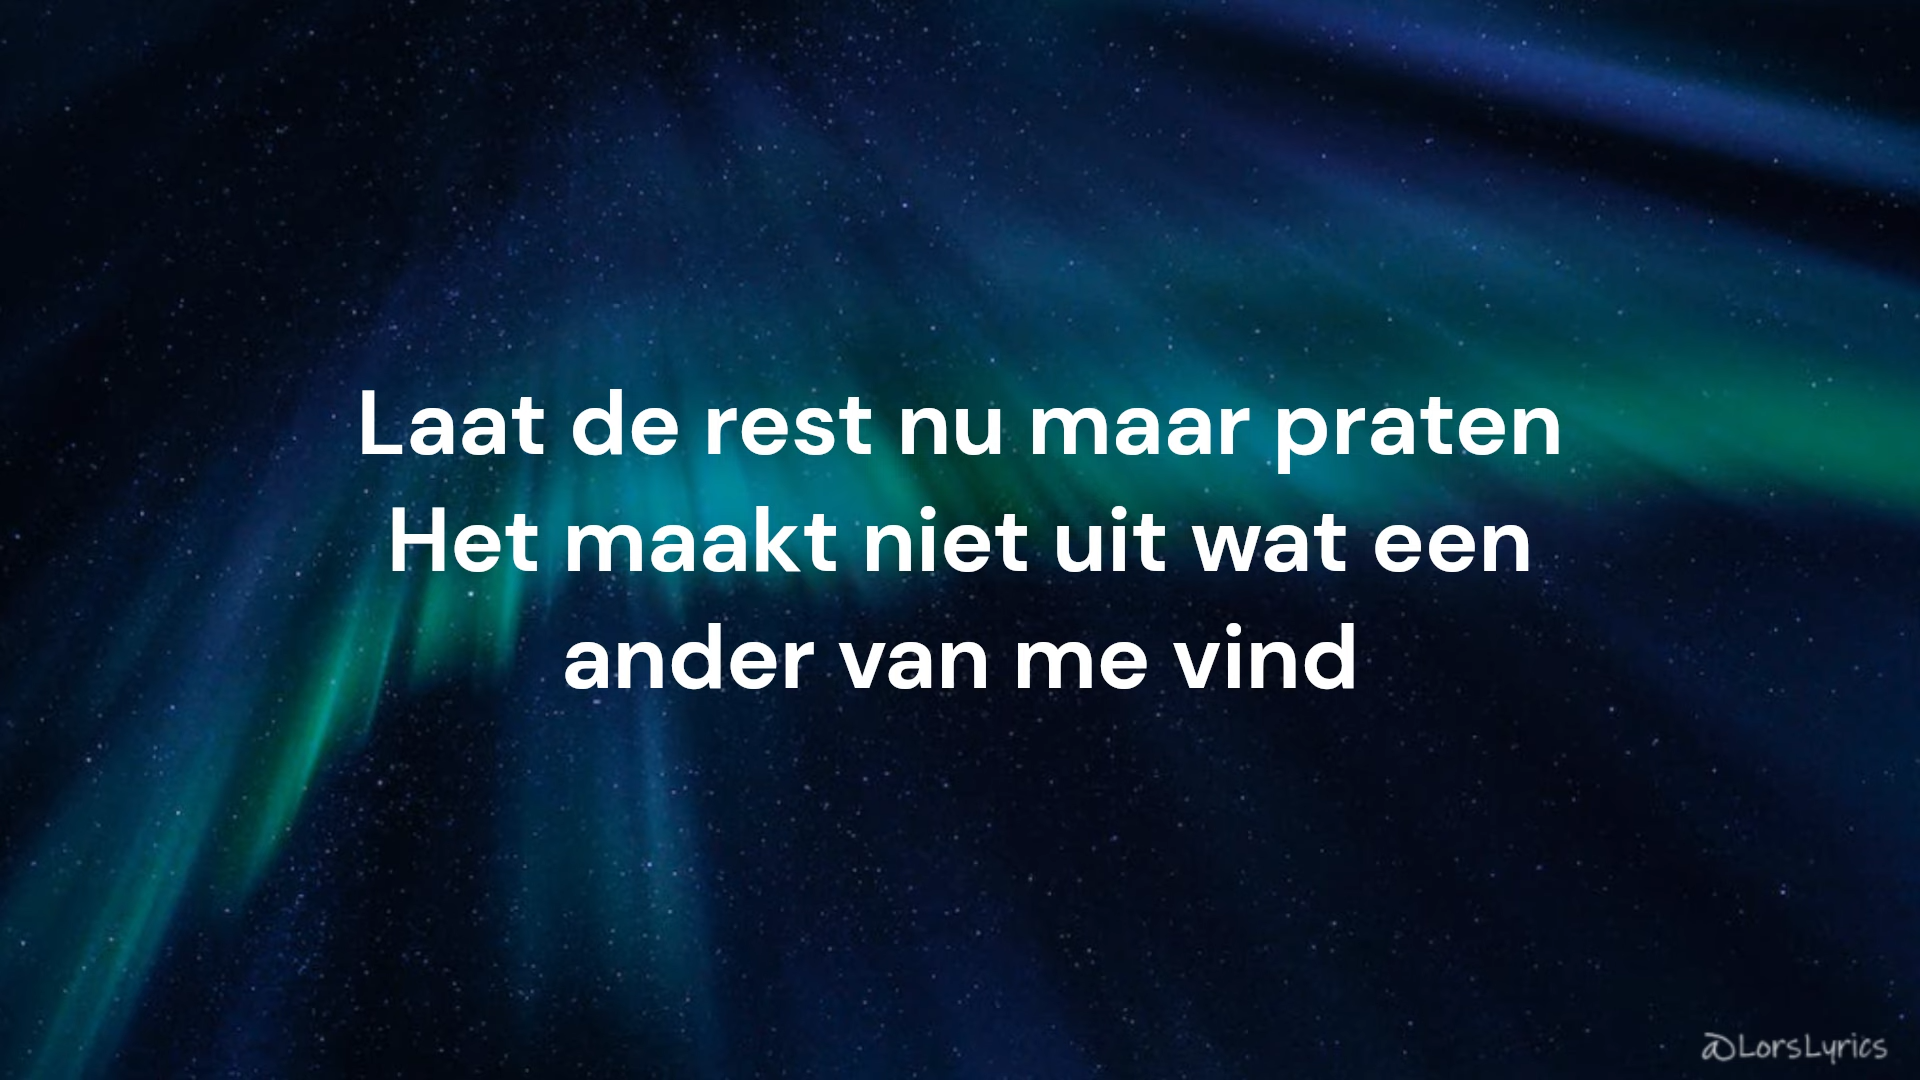 Laat de rest nu maar praten
Het maakt niet uit wat een
ander van me vind
@LorsLyrics